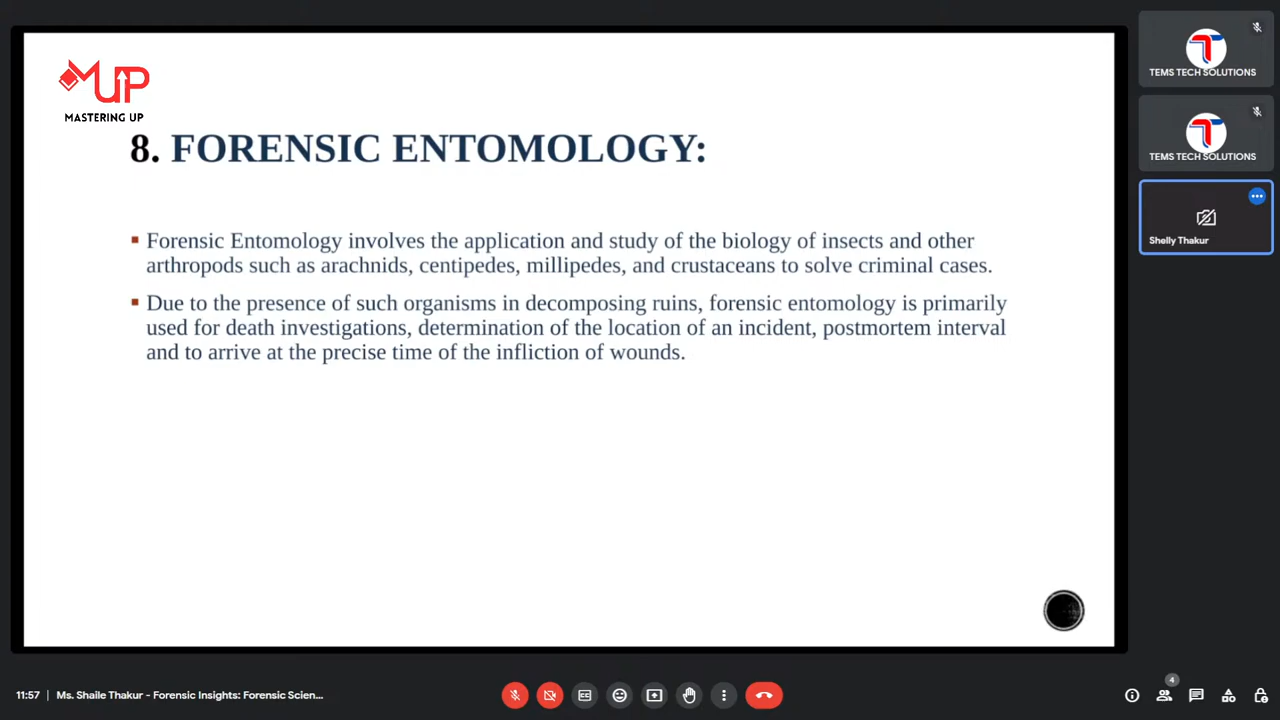 MUP
MASTERING UP
8. FORENSIC ENTOMOLOGY:
▪ Forensic Entomology involves the application and study of the biology of insects and other
arthropods such as arachnids, centipedes, millipedes, and crustaceans to solve criminal cases.
▪ Due to the presence of such organisms in decomposing ruins, forensic entomology is primarily
used for death investigations, determination of the location of an incident, postmortem interval
and to arrive at the precise time of the infliction of wounds.
T
TEMS TECH SOLUTIONS
T
TEMS TECH SOLUTIONS
Shelly Thakur
11:57 | Ms. Shaile Thakur - Forensic Insights: Forensic Scien...
4